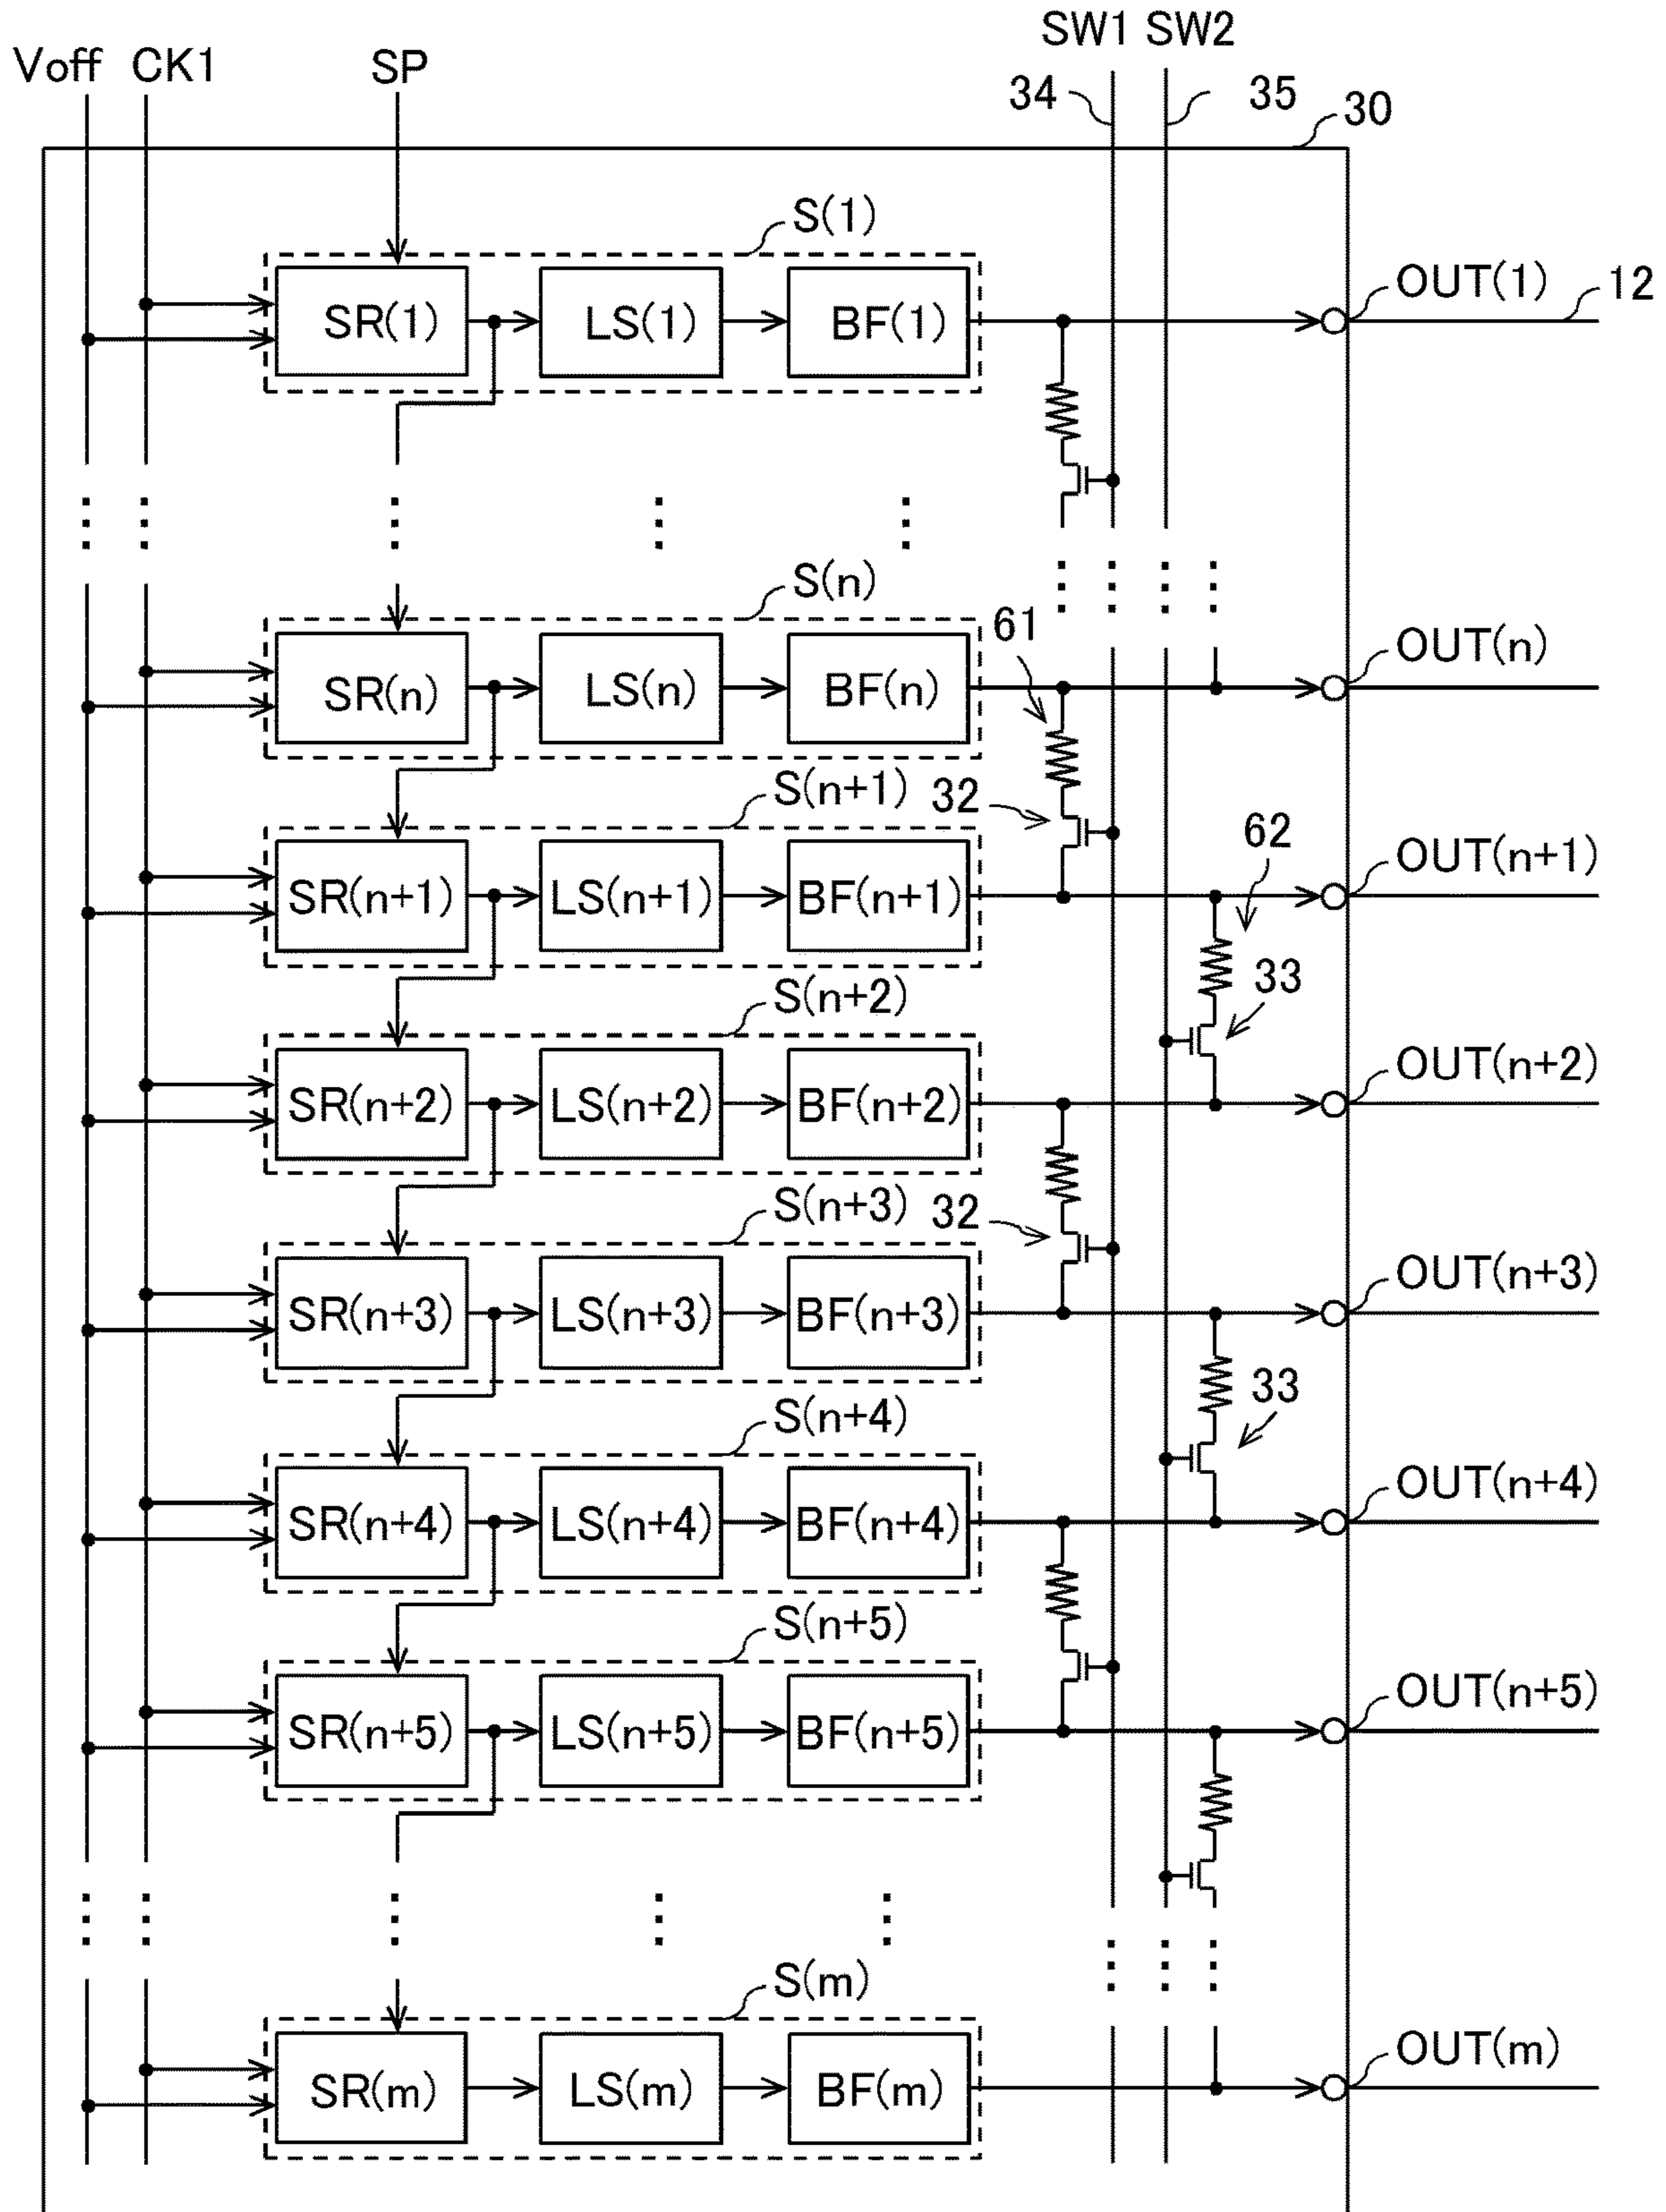 SW1 SW2
Voff CK1 SP
34 35
30
S(1)
SR(1) LS(1) BF(1) OUT(1) 12
S(n)
61
SR(n) LS(n) BF(n) OUT(n)
S(n+1) 32
62
SR(n+1) LS(n+1) BF(n+1) OUT(n+1)
S(n+2) 33
SR(n+2) LS(n+2) BF(n+2) OUT(n+2)
S(n+3) 32
SR(n+3) LS(n+3) BF(n+3) OUT(n+3)
S(n+4) 33
SR(n+4) LS(n+4) BF(n+4) OUT(n+4)
S(n+5)
SR(n+5) LS(n+5) BF(n+5) OUT(n+5)
S(m)
SR(m) LS(m) BF(m) OUT(m)